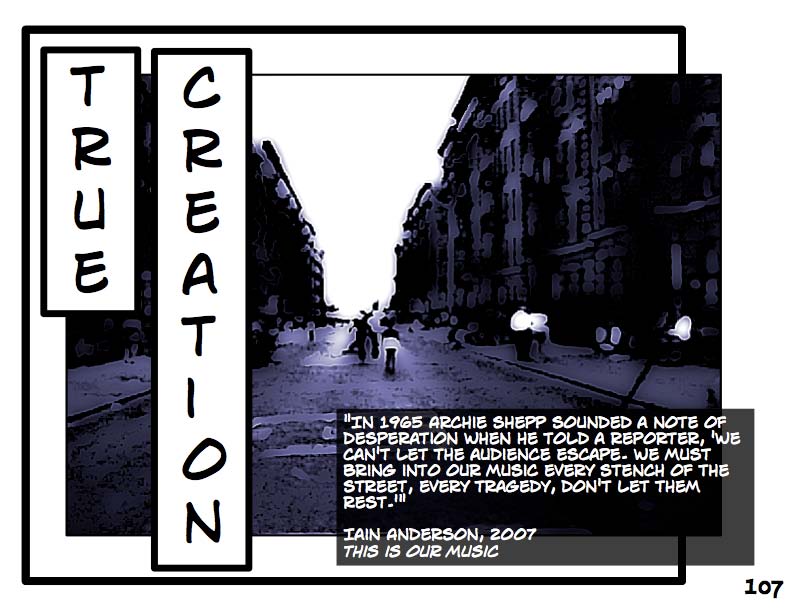 TRUE
CREATION
"IN 1965 ARCHIE SHEPP SOUNDED A NOTE OF
DESPERATION WHEN HE TOLD A REPORTER, 'WE
CAN'T LET THE AUDIENCE ESCAPE. WE MUST
BRING INTO OUR MUSIC EVERY STENCH OF THE
STREET, EVERY TRAGEDY, DON'T LET THEM
REST.'"
IAIN ANDERSON, 2007
THIS IS OUR MUSIC
107